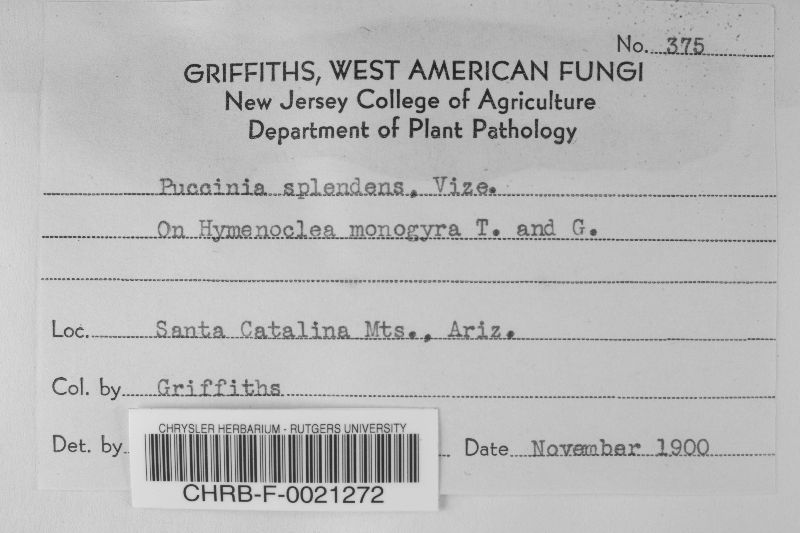 No. 375
GRIFFITHS, WEST AMERICAN FUNGI
New Jersey College of Agriculture
Department of Plant Pathology
Puccinia splendens, Vize.
On Hymenoclea monogyra T. and G.
Loc. Santa Catalina Mts., Ariz.
Col. by Griffiths
Det. by Date November 1900
CHRYSLER HERBARIUM - RUTGERS UNIVERSITY
CHRB-F-0021272